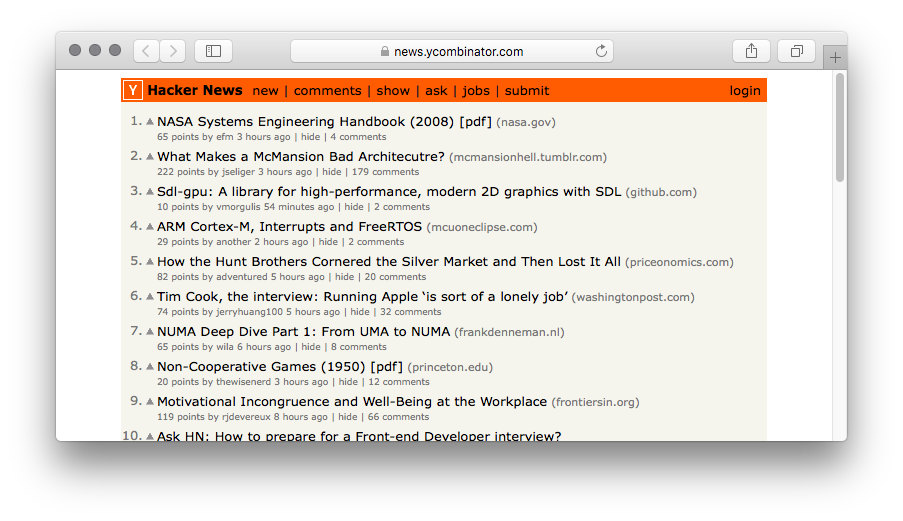 news.ycombinator.com
Y Hacker News new | comments | show | ask | jobs | submit login
1. NASA Systems Engineering Handbook (2008) [pdf] (nasa.gov)
65 points by efm 3 hours ago | hide | 4 comments
2. What Makes a McMansion Bad Architecutre? (mcmansionhell.tumblr.com)
222 points by jseliger 3 hours ago | hide | 179 comments
3. Sdl-gpu: A library for high-performance, modern 2D graphics with SDL (github.com)
10 points by vmorgulis 54 minutes ago | hide | 2 comments
4. ARM Cortex-M, Interrupts and FreeRTOS (mcuoneclipse.com)
29 points by another 2 hours ago | hide | 2 comments
5. How the Hunt Brothers Cornered the Silver Market and Then Lost It All (priceonomics.com)
82 points by adventured 5 hours ago | hide | 20 comments
6. Tim Cook, the interview: Running Apple ‘is sort of a lonely job’ (washingtonpost.com)
74 points by jerryhuang100 5 hours ago | hide | 32 comments
7. NUMA Deep Dive Part 1: From UMA to NUMA (frankdenneman.nl)
65 points by wila 6 hours ago | hide | 8 comments
8. Non-Cooperative Games (1950) [pdf] (princeton.edu)
20 points by thewisenerd 3 hours ago | hide | 12 comments
9. Motivational Incongruence and Well-Being at the Workplace (frontiersin.org)
119 points by rjdevereux 8 hours ago | hide | 66 comments
10. Ask HN: How to prepare for a Front-end Developer interview?